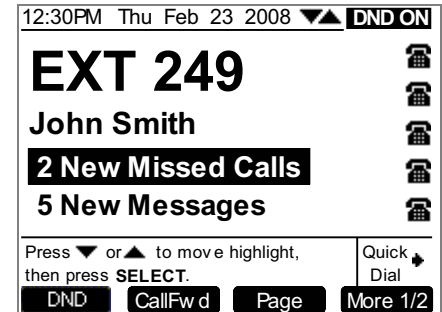 12:30PM Thu Feb 23 2008 ▼▲ DND ON
EXT 249
John Smith
2 New Missed Calls
5 New Messages
Press ▼ or ▲ to move highlight,
then press SELECT.
Quick
Dial
DND CallFwd Page More 1/2